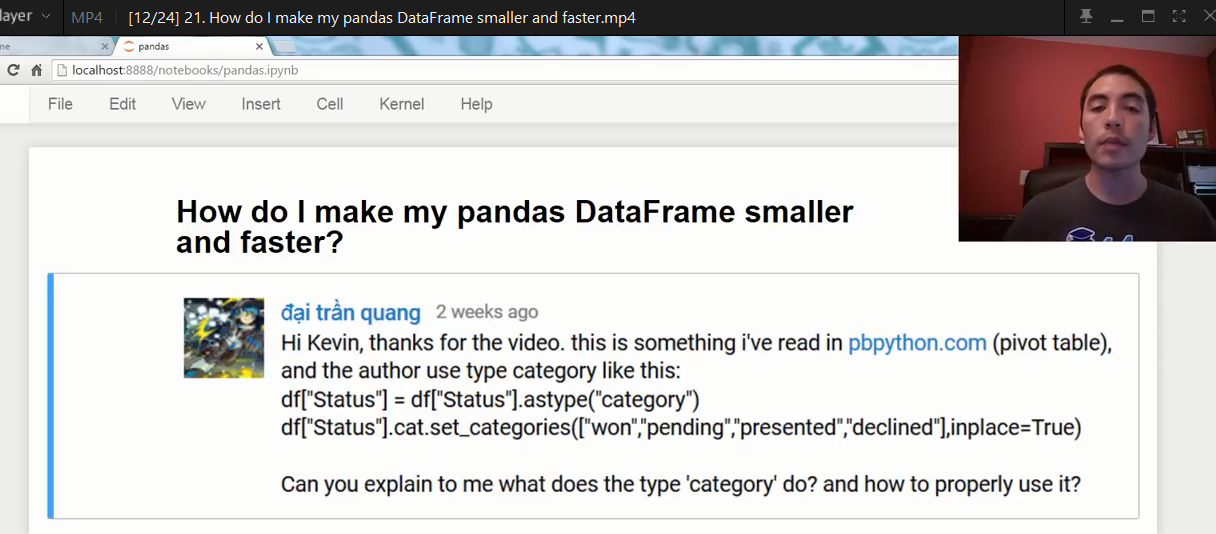 MP4 [12/24] 21. How do I make my pandas DataFrame smaller and faster.mp4
pandas
localhost:8888/notebooks/pandas.ipynb
File Edit View Insert Cell Kernel Help
How do I make my pandas DataFrame smaller
and faster?
đại trần quang 2 weeks ago
Hi Kevin, thanks for the video. this is something i've read in pbpython.com (pivot table),
and the author use type category like this:
df["Status"] = df["Status"].astype("category")
df["Status"].cat.set_categories(["won","pending","presented","declined"],inplace=True)
Can you explain to me what does the type 'category' do? and how to properly use it?